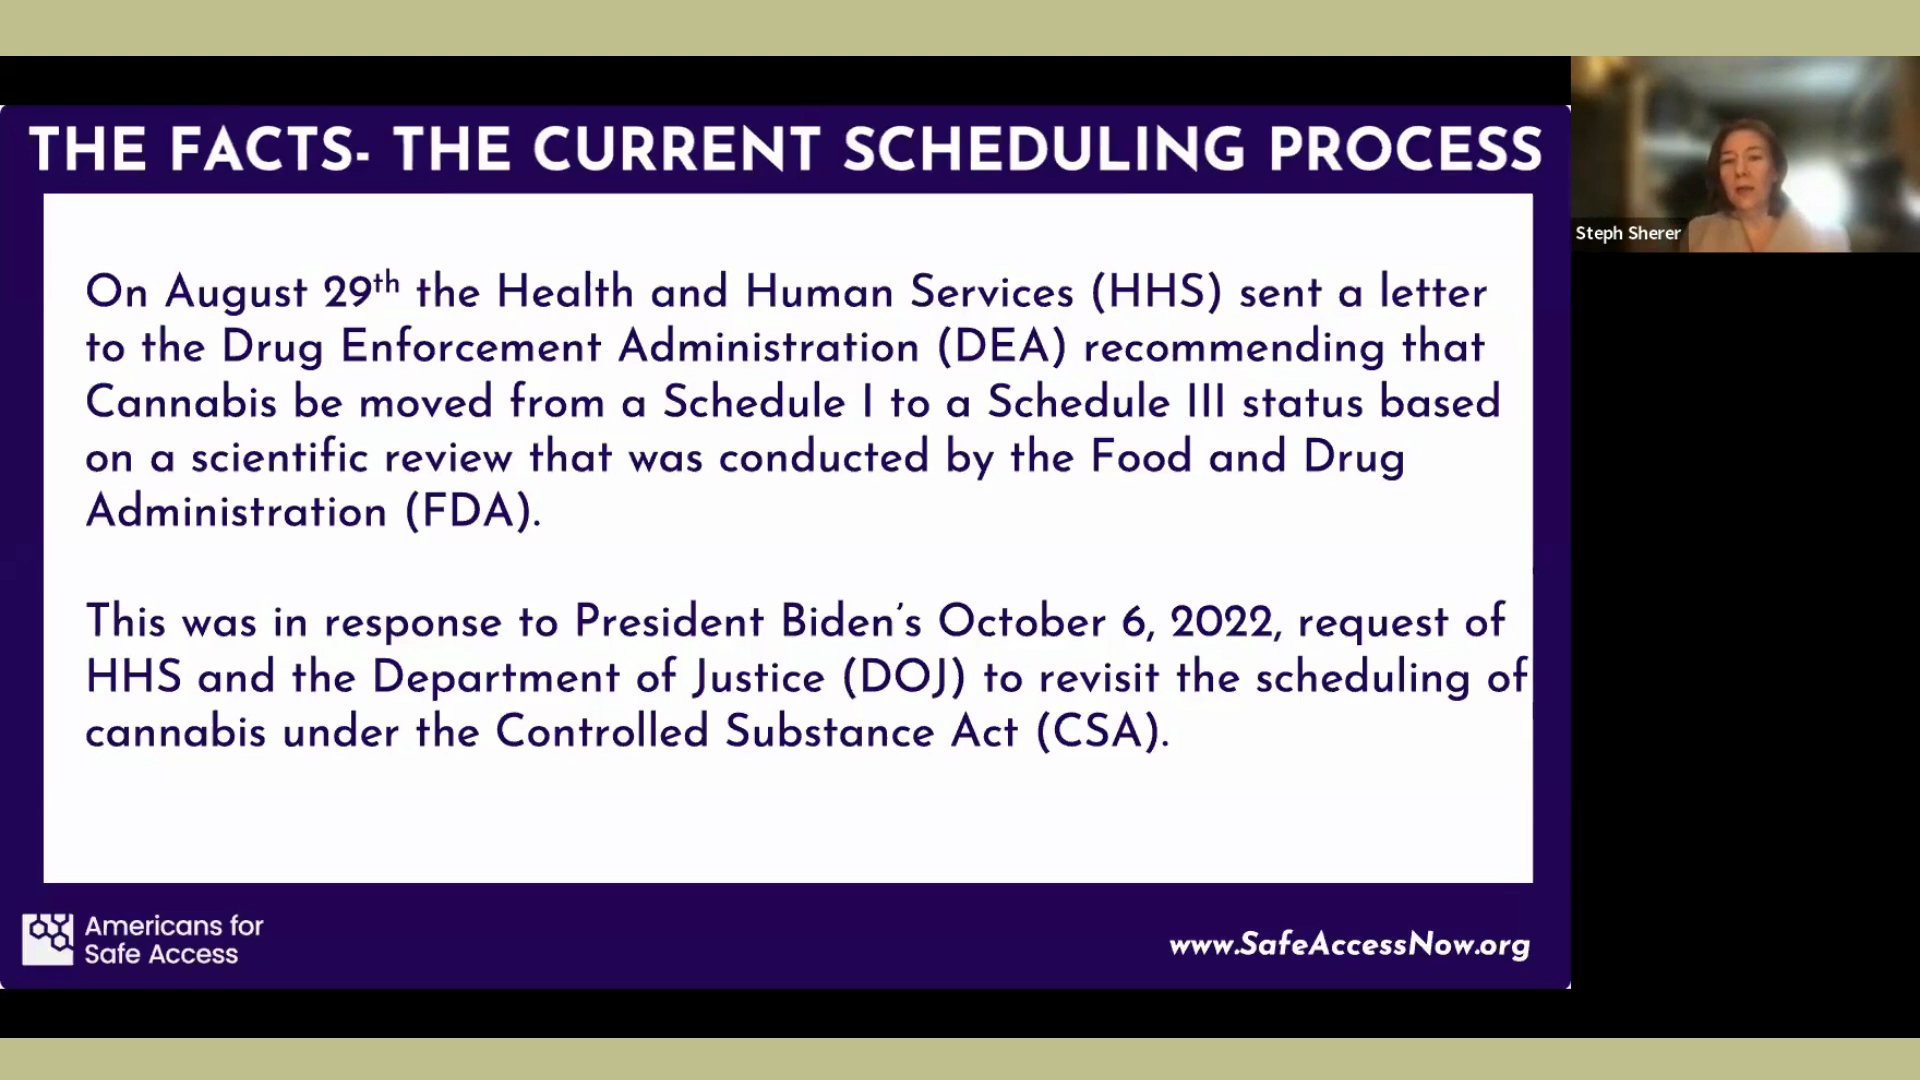 THE FACTS- THE CURRENT SCHEDULING PROCESS
On August 29th the Health and Human Services (HHS) sent a letter
to the Drug Enforcement Administration (DEA) recommending that
Cannabis be moved from a Schedule I to a Schedule III status based
on a scientific review that was conducted by the Food and Drug
Administration (FDA).
This was in response to President Biden's October 6, 2022, request of
HHS and the Department of Justice (DOJ) to revisit the scheduling of
cannabis under the Controlled Substance Act (CSA).
Americans for
Safe Access
www.SafeAccessNow.org
Steph Sherer